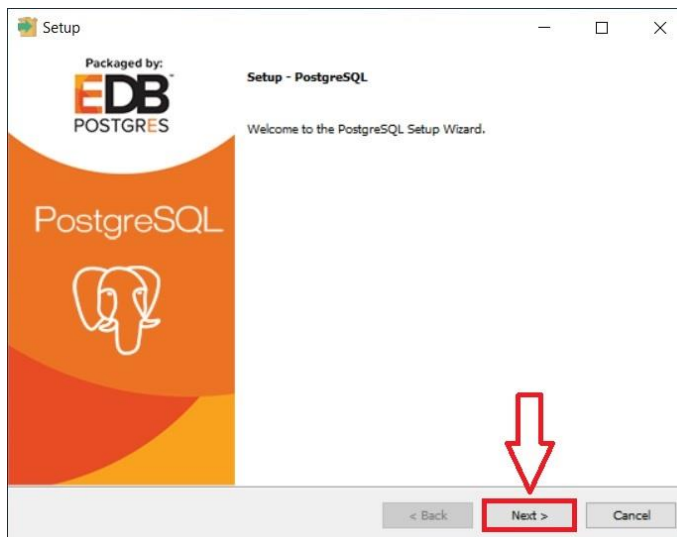 Setup
Packaged by:
EDB
POSTGRES
PostgreSQL
Setup - PostgreSQL
Welcome to the PostgreSQL Setup Wizard.
< Back
Next >
Cancel